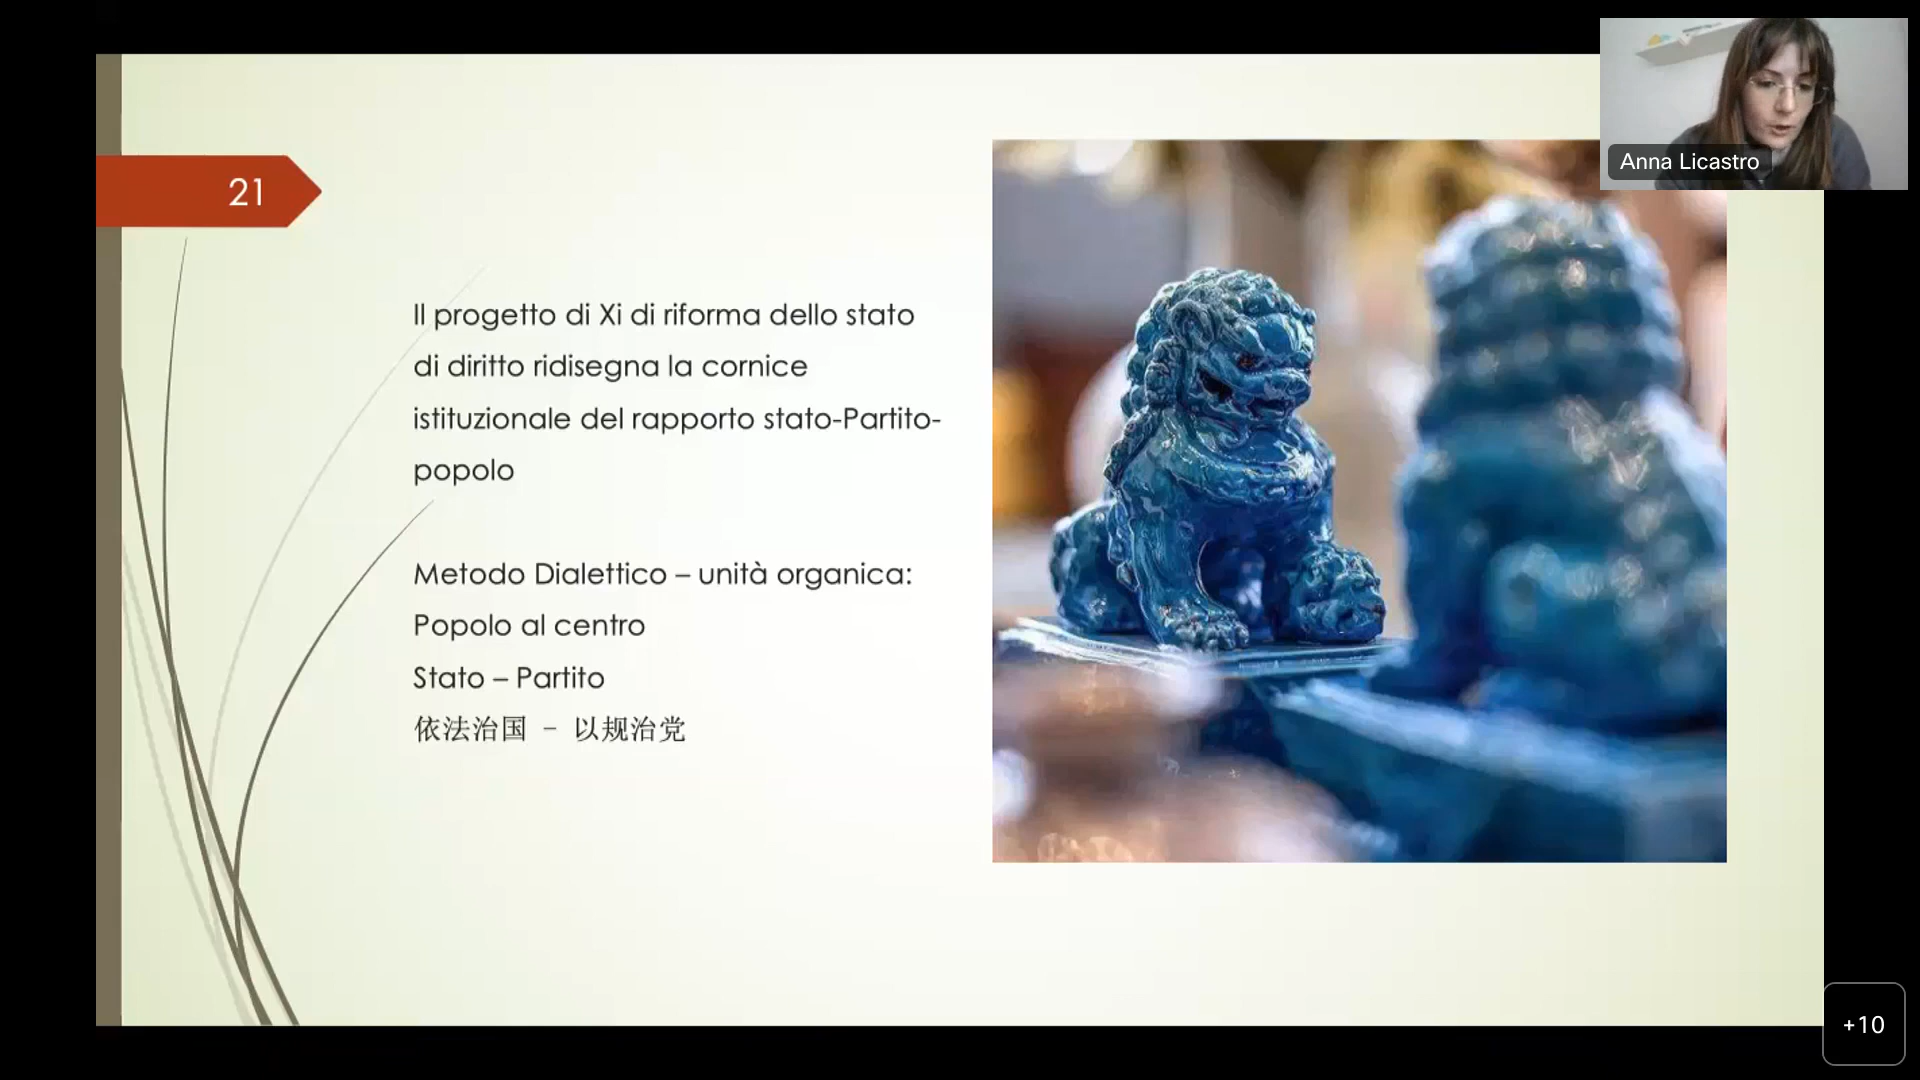 Anna Licastro
21
Il progetto di Xi di riforma dello stato
di diritto ridisegna la cornice
istituzionale del rapporto stato-Partito-
popolo
Metodo Dialettico – unità organica:
Popolo al centro
Stato – Partito
依法治国 – 以规治党
+10